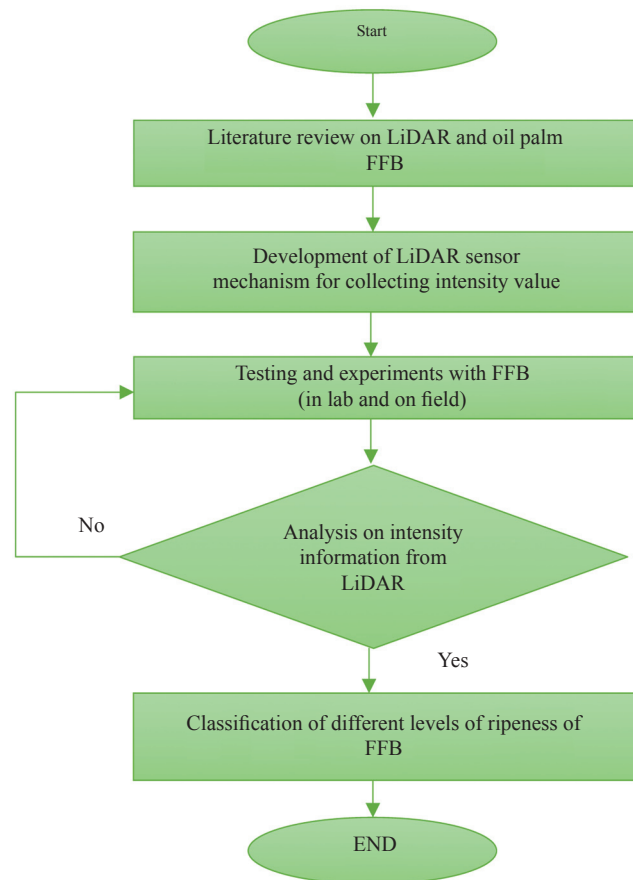 Start
Literature review on LiDAR and oil palm
FFB
Development of LiDAR sensor
mechanism for collecting intensity value
Testing and experiments with FFB
(in lab and on field)
No
Analysis on intensity
information from
LiDAR
Yes
Classification of different levels of ripeness of
FFB
END